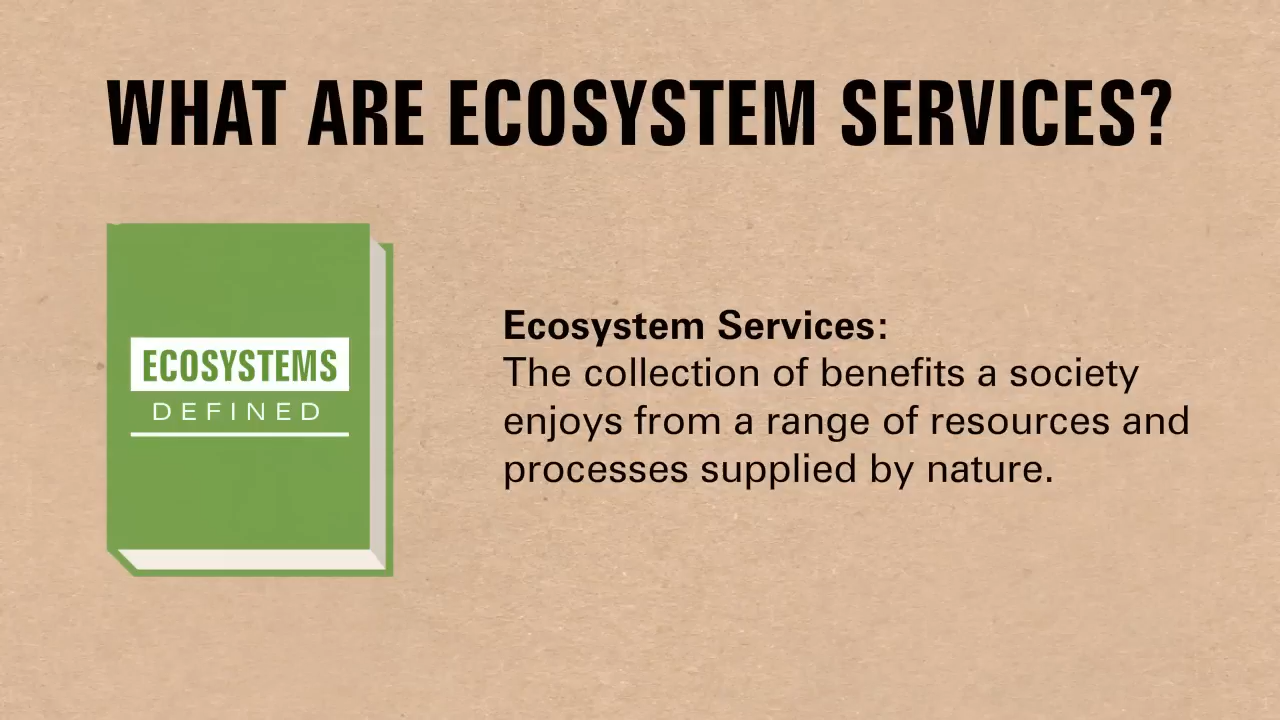 WHAT ARE ECOSYSTEM SERVICES?
ECOSYSTEMS
DEFINED
Ecosystem Services:
The collection of benefits a society
enjoys from a range of resources and
processes supplied by nature.